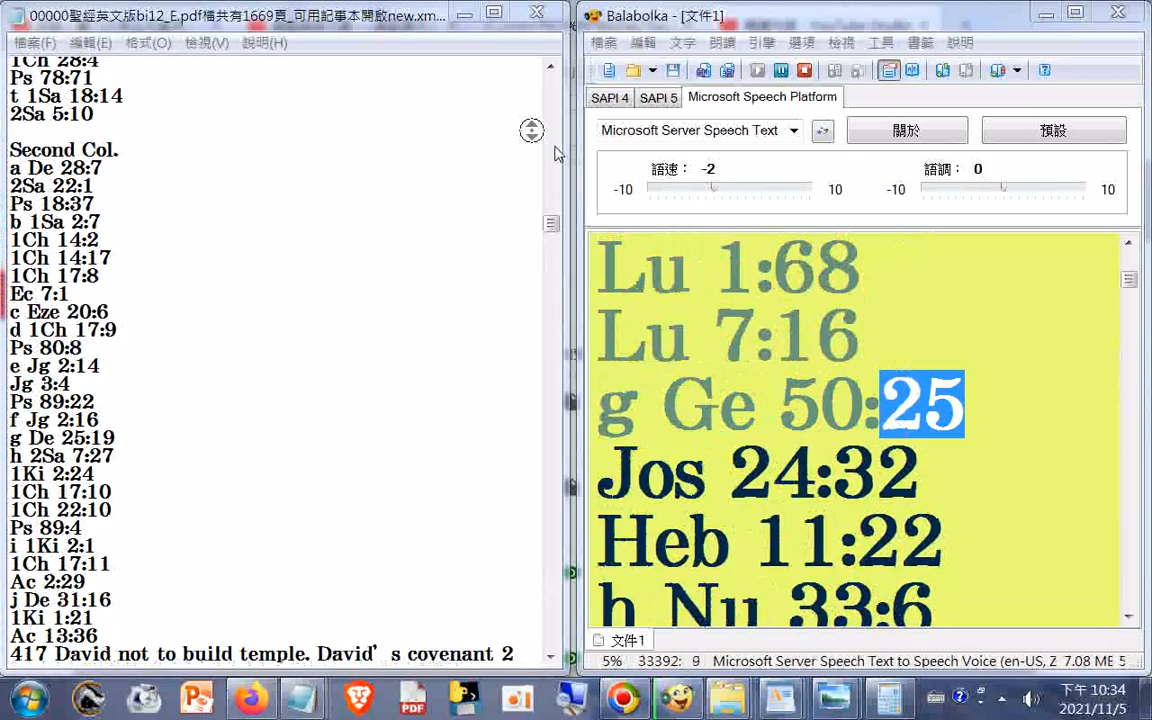 00000聖經英文版bi12_E.pdf檔共有1669頁_可用記事本開啟new.xm...
檔案(F) 編輯(E) 格式(O) 檢視(V) 說明(H)
1Ch 28:4
Ps 78:71
t 1Sa 18:14
2Sa 5:10
Second Col.
a De 28:7
2Sa 22:1
Ps 18:37
b 1Sa 2:7
1Ch 14:2
1Ch 14:17
1Ch 17:8
Ec 7:1
c Eze 20:6
d 1Ch 17:9
Ps 80:8
e Jg 2:14
Jg 3:4
Ps 89:22
f Jg 2:16
g De 25:19
h 2Sa 7:27
1Ki 2:24
1Ch 17:10
1Ch 22:10
Ps 89:4
i 1Ki 2:1
1Ch 17:11
Ac 2:29
j De 31:16
1Ki 1:21
Ac 13:36
417 David not to build temple. David’s covenant 2
Balabolka - [文件1]
檔案 編輯 文字 朗讀 引擎 選項 檢視 工具 書籤 說明
SAPI 4 SAPI 5 Microsoft Speech Platform
Microsoft Server Speech Text 關於 預設
語速： -2 語調： 0
-10 10 -10 10
Lu 1:68
Lu 7:16
g Ge 50:25
Jos 24:32
Heb 11:22
h Nu 33:6
文件1
5% 33392: 9 Microsoft Server Speech Text to Speech Voice (en-US, Z 7.08 MB 5
PDF
下午 10:34
2021/11/5